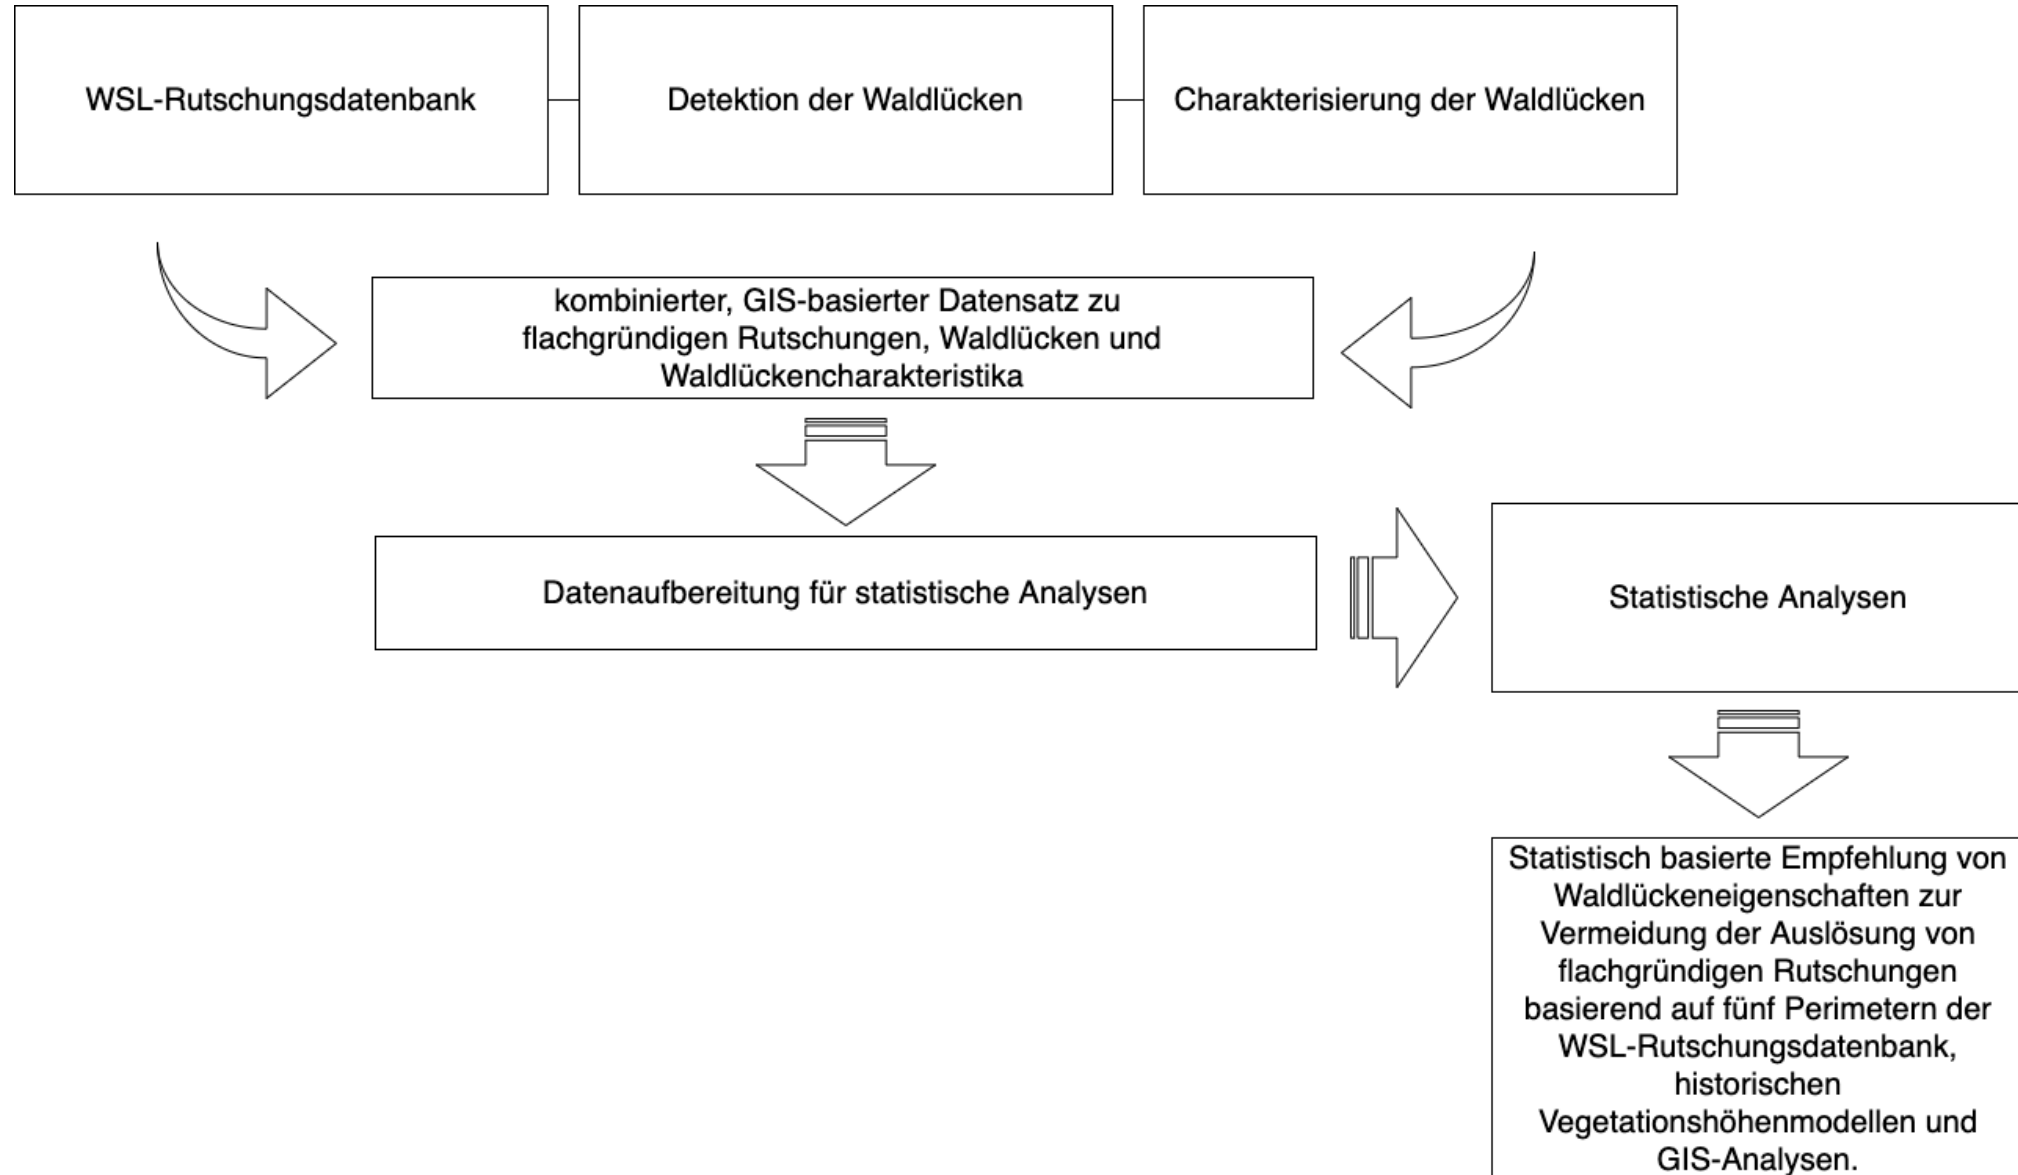 WSL-Rutschungsdatenbank
Detektion der Waldlücken
Charakterisierung der Waldlücken
kombinierter, GIS-basierter Datensatz zu
flachgründigen Rutschungen, Waldlücken und
Waldlückencharakteristika
Datenaufbereitung für statistische Analysen
Statistische Analysen
Statistisch basierte Empfehlung von
Waldlückeneigenschaften zur
Vermeidung der Auslösung von
flachgründigen Rutschungen
basierend auf fünf Perimetern der
WSL-Rutschungsdatenbank,
historischen
Vegetationshöhenmodellen und
GIS-Analysen.